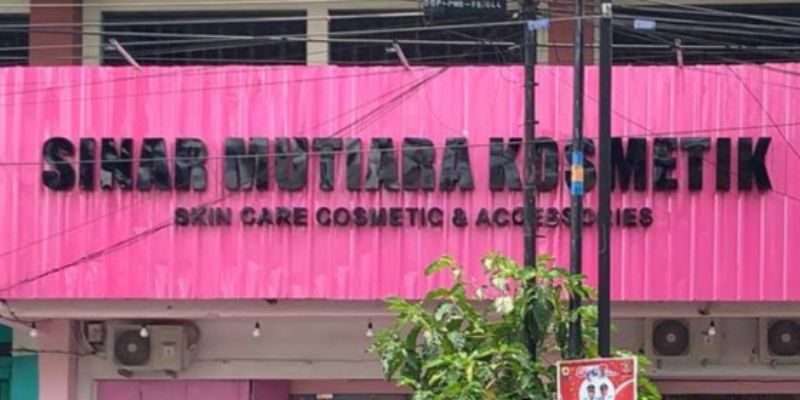 SINAR MUTIARA KOSMETIK
SKIN CARE COSMETIC & ACCESSORIES